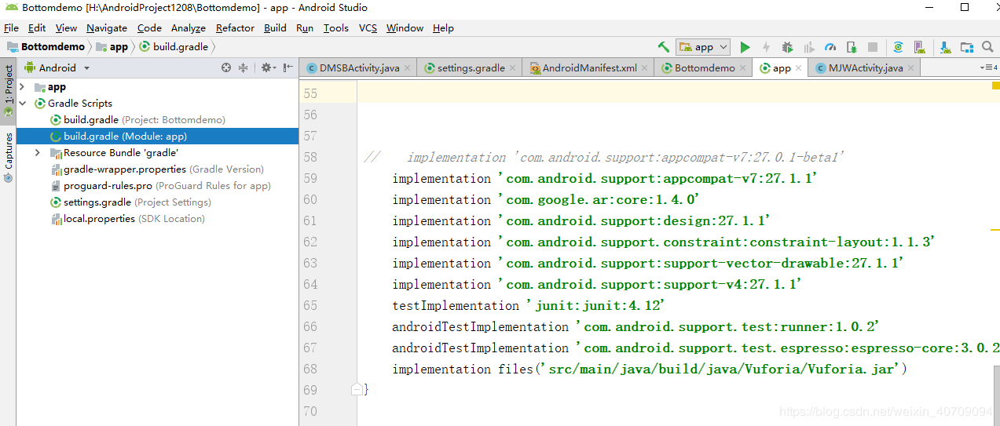 Bottomdemo [H:\AndroidProject1208\Bottomdemo] - app - Android Studio
File Edit View Navigate Code Analyze Refactor Build Run Tools VCS Window Help
Bottomdemo app build.gradle
app
Android
DMSBActivity.java settings.gradle AndroidManifest.xml Bottomdemo app MJWActivity.java
4
1: Project
Captures
app
Gradle Scripts
build.gradle (Project: Bottomdemo)
build.gradle (Module: app)
Resource Bundle 'gradle'
gradle-wrapper.properties (Gradle Version)
proguard-rules.pro (ProGuard Rules for app)
settings.gradle (Project Settings)
local.properties (SDK Location)
55
56
57
58 // implementation 'com.android.support:appcompat-v7:27.0.1-beta1'
59 implementation 'com.android.support:appcompat-v7:27.1.1'
60 implementation 'com.google.ar:core:1.4.0'
61 implementation 'com.android.support:design:27.1.1'
62 implementation 'com.android.support.constraint:constraint-layout:1.1.3'
63 implementation 'com.android.support:support-vector-drawable:27.1.1'
64 implementation 'com.android.support:support-v4:27.1.1'
65 testImplementation 'junit:junit:4.12'
66 androidTestImplementation 'com.android.support.test:runner:1.0.2'
67 androidTestImplementation 'com.android.support.test.espresso:espresso-core:3.0.2
68 implementation files('src/main/java/build/java/Vuforia/Vuforia.jar')
69 }
70
https://blog.csdn.net/weixin_40709094